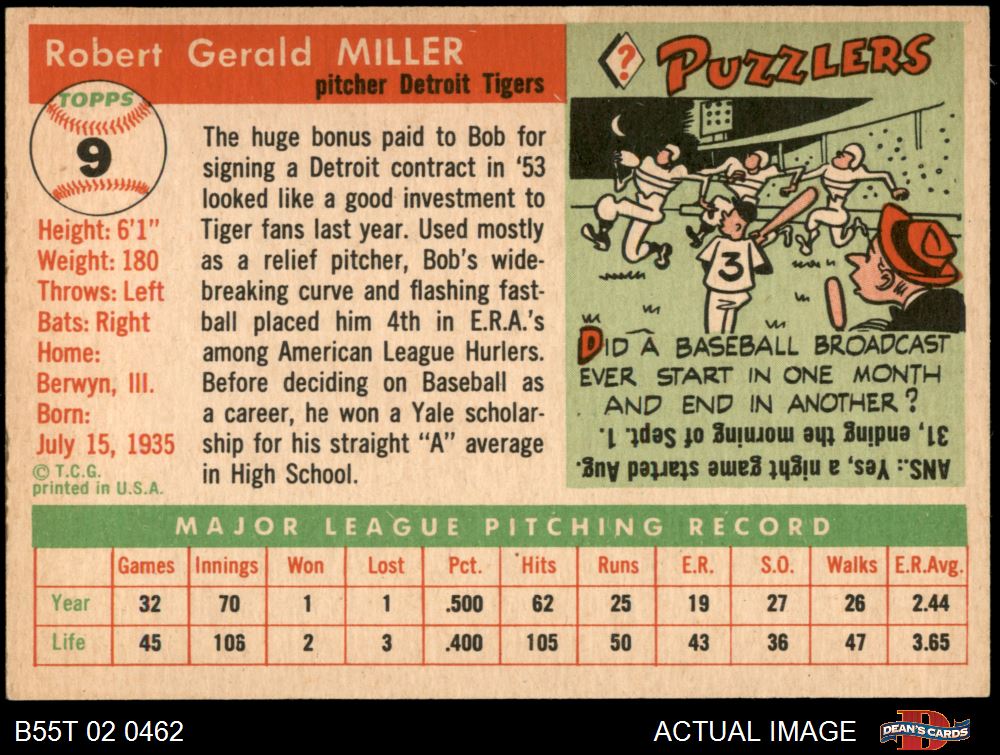 Robert Gerald MILLER
pitcher Detroit Tigers
TOPPS
9
Height: 6'1"
Weight: 180
Throws: Left
Bats: Right
Home:
Berwyn, Ill.
Born:
July 15, 1935
© T.C.G.
printed in U.S.A.
The huge bonus paid to Bob for
signing a Detroit contract in '53
looked like a good investment to
Tiger fans last year. Used mostly
as a relief pitcher, Bob's wide-
breaking curve and flashing fast-
ball placed him 4th in E.R.A.'s
among American League Hurlers.
Before deciding on Baseball as
a career, he won a Yale scholar-
ship for his straight "A" average
in High School.
?
PUZZLERS
3
DID A BASEBALL BROADCAST
EVER START IN ONE MONTH
AND END IN ANOTHER?
ANS.: Yes, a night game started Aug.
31, ending the morning of Sept. 1.
MAJOR LEAGUE PITCHING RECORD
Games Innings Won Lost Pct. Hits Runs E.R. S.O. Walks E.R.Avg.
Year 32 70 1 1 .500 62 25 19 27 26 2.44
Life 45 106 2 3 .400 105 50 43 36 47 3.65
B55T 02 0462
ACTUAL IMAGE
D
DEAN'S CARDS